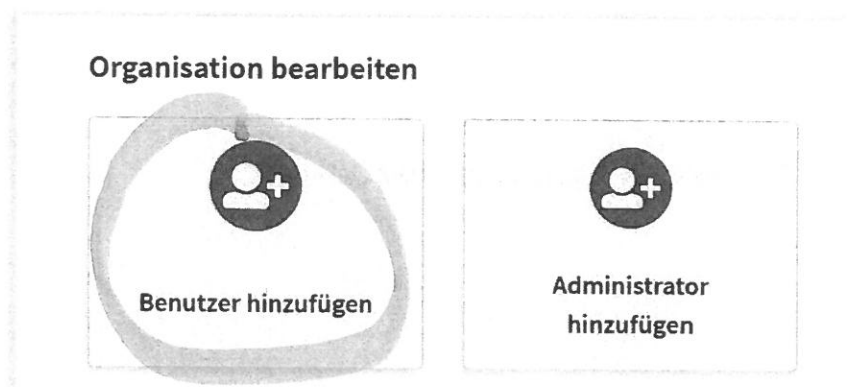 Organisation bearbeiten
Benutzer hinzufügen
Administrator
hinzufügen